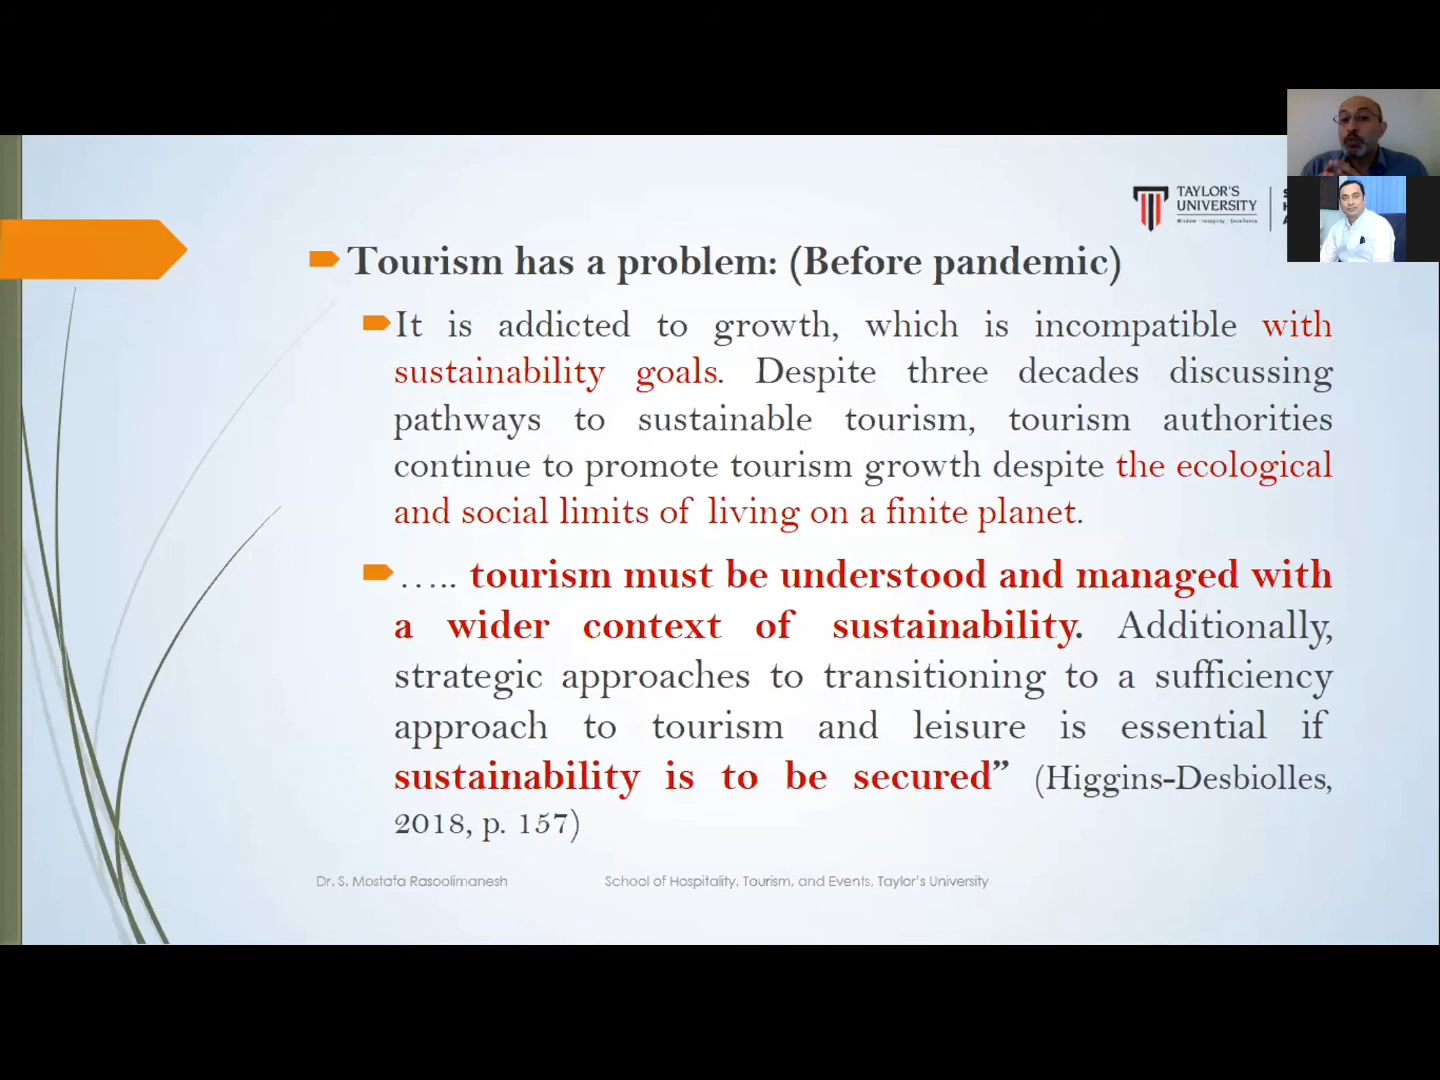 TAYLOR'S
UNIVERSITY
Wisdom · Integrity · Excellence
Tourism has a problem: (Before pandemic)
It is addicted to growth, which is incompatible with
sustainability goals. Despite three decades discussing
pathways to sustainable tourism, tourism authorities
continue to promote tourism growth despite the ecological
and social limits of living on a finite planet.
….. tourism must be understood and managed with
a wider context of sustainability. Additionally,
strategic approaches to transitioning to a sufficiency
approach to tourism and leisure is essential if
sustainability is to be secured” (Higgins-Desbiolles,
2018, p. 157)
Dr. S. Mostafa Rasoolimanesh
School of Hospitality, Tourism, and Events, Taylor's University